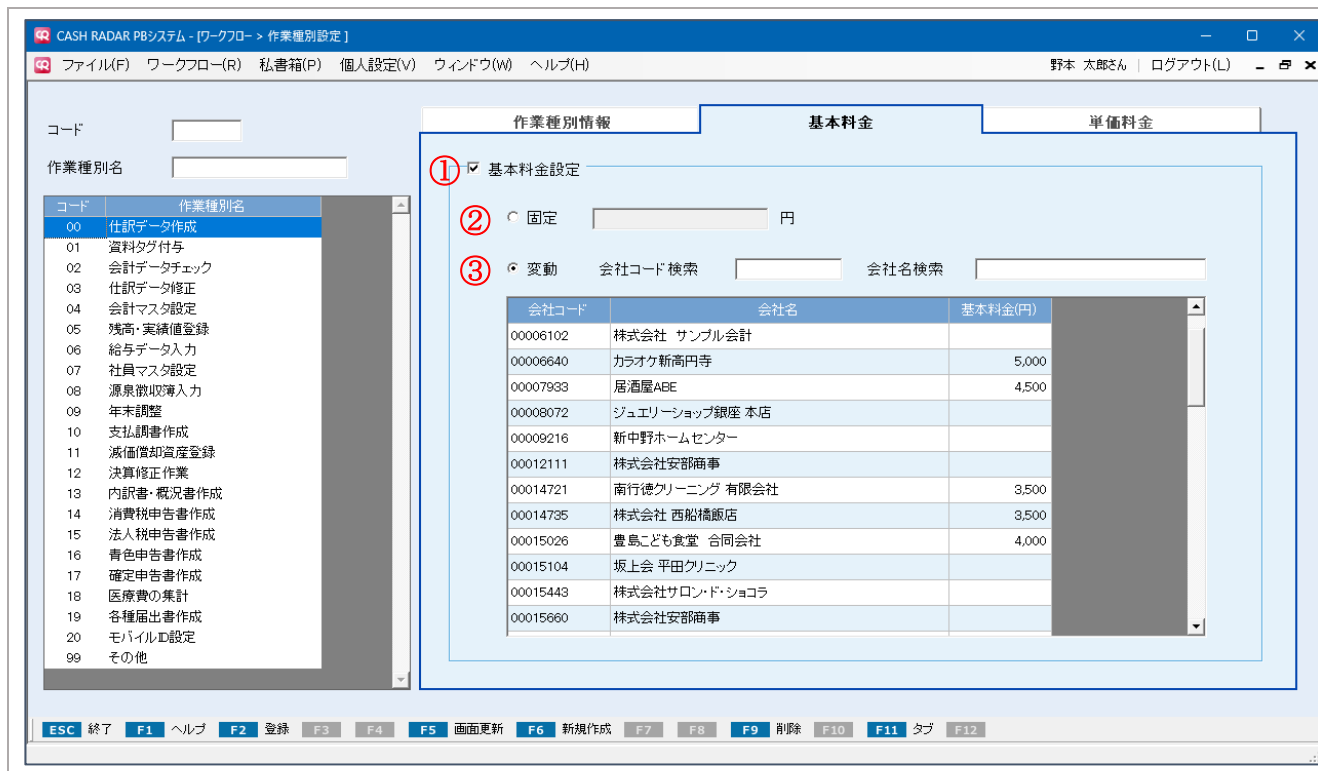 CASH RADAR PBシステム - [ワークフロー > 作業種別設定 ]
ファイル(F) ワークフロー(R) 私書箱(P) 個人設定(V) ウィンドウ(W) ヘルプ(H) 野本 太郎さん | ログアウト(L)
コード
作業種別名
コード 作業種別名
00 仕訳データ作成
01 資料タグ付与
02 会計データチェック
03 仕訳データ修正
04 会計マスタ設定
05 残高・実績値登録
06 給与データ入力
07 社員マスタ設定
08 源泉徴収簿入力
09 年末調整
10 支払調書作成
11 減価償却資産登録
12 決算修正作業
13 内訳書・概況書作成
14 消費税申告書作成
15 法人税申告書作成
16 青色申告書作成
17 確定申告書作成
18 医療費の集計
19 各種届出書作成
20 モバイルID設定
99 その他
作業種別情報 基本料金 単価料金
① 基本料金設定
② 固定 円
③ 変動 会社コード検索 会社名検索
会社コード 会社名 基本料金(円)
00006102 株式会社 サンプル会計
00006640 カラオケ新高円寺 5,000
00007933 居酒屋ABE 4,500
00008072 ジュエリーショップ銀座 本店
00009216 新中野ホームセンター
00012111 株式会社安部商事
00014721 南行徳クリーニング 有限会社 3,500
00014735 株式会社 西船橋飯店 3,500
00015026 豊島こども食堂 合同会社 4,000
00015104 坂上会 平田クリニック
00015443 株式会社サロン・ド・ショコラ
00015660 株式会社安部商事
ESC 終了 F1 ヘルプ F2 登録 F3 F4 F5 画面更新 F6 新規作成 F7 F8 F9 削除 F10 F11 タブ F12